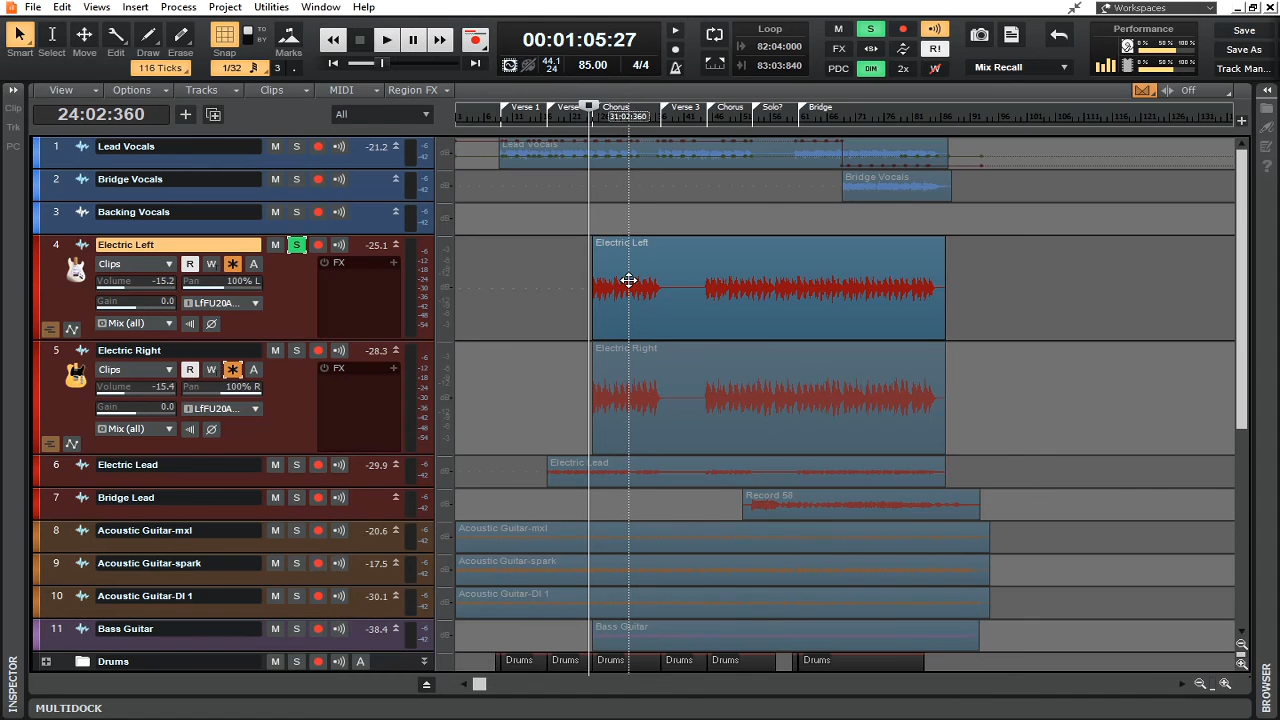 File Edit Views Insert Process Project Utilities Window Help Workspaces
Smart Select Move Edit Draw Erase Snap TO BY Marks
116 Ticks 1/32 3
00:01:05:27
44.1 24 85.00 4/4
Loop
82:04:000
83:03:840
M S
FX R!
PDC DIM 2x W
Mix Recall
Performance
0 % 50 % 100 %
0 % 50 % 100 %
Save
Save As
Track Man...
View Options Tracks Clips MIDI Region FX Off
Clip
Trk
PC
24:02:360 + All
Verse 1 Verse Chorus Verse 3 Chorus Solo? Bridge
31:02:360
1 Lead Vocals M S -21.2 Lead Vocals
2 Bridge Vocals M S Bridge Vocals
3 Backing Vocals M S
4 Electric Left M S -25.1 Electric Left
Clips R W * A FX +
Volume -15.2 Pan 100% L
Gain 0.0 LfFU20A...
Mix (all)
5 Electric Right M S -28.3 Electric Right
Clips R W * A FX +
Volume -15.4 Pan 100% R
Gain 0.0 LfFU20A...
Mix (all)
6 Electric Lead M S -29.9 Electric Lead
7 Bridge Lead M S Record 58
8 Acoustic Guitar-mxl M S -20.6 Acoustic Guitar-mxl
9 Acoustic Guitar-spark M S -17.5 Acoustic Guitar-spark
10 Acoustic Guitar-DI 1 M S -30.1 Acoustic Guitar-DI 1
11 Bass Guitar M S -38.4 Bass Guitar
Drums M S A Drums Drums Drums Drums Drums Drums
INSPECTOR
BROWSER
MULTIDOCK